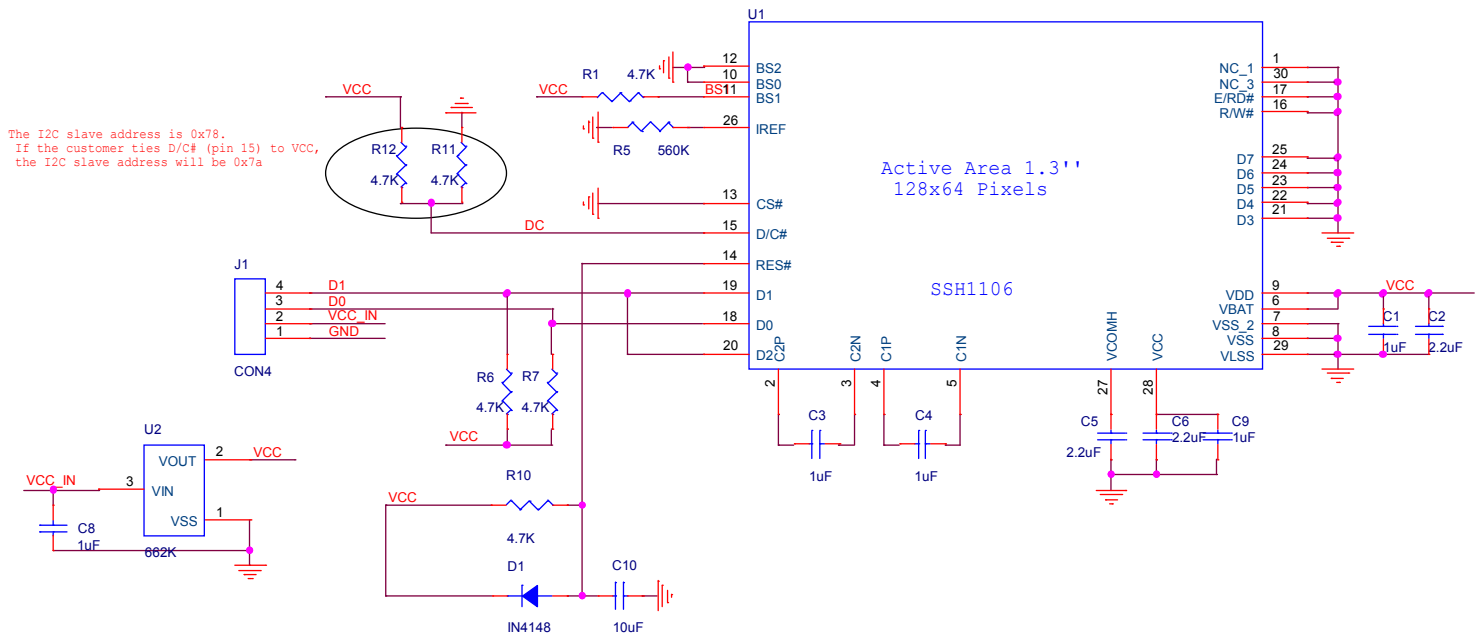 U1
12
BS2
10
BS0
BS1
11
BS1
26
IREF
13
CS#
15
D/C#
14
RES#
19
D1
18
D0
20
D2
R1
4.7K
VCC
R5
560K
VCC
R12
4.7K
R11
4.7K
DC
The I2C slave address is 0x78.
If the customer ties D/C# (pin 15) to VCC,
the I2C slave address will be 0x7a
Active Area 1.3''
128x64 Pixels
SSH1106
NC_1
1
NC_3
30
E/RD#
17
R/W#
16
D7
25
D6
24
D5
23
D4
22
D3
21
VDD
9
VBAT
6
VSS_2
7
VSS
8
VLSS
29
VCC
C1
1uF
C2
2.2uF
J1
4
D1
3
D0
2
VCC_IN
1
GND
CON4
R6
4.7K
R7
4.7K
VCC
C2P
C2N
C1P
C1N
VCOMH
VCC
2
3
4
5
27
28
C3
1uF
C4
1uF
C5
2.2uF
C6
2.2uF
C9
1uF
U2
VOUT
2
VCC
VIN
3
VCC_IN
VSS
1
662K
C8
1uF
R10
VCC
4.7K
D1
IN4148
C10
10uF